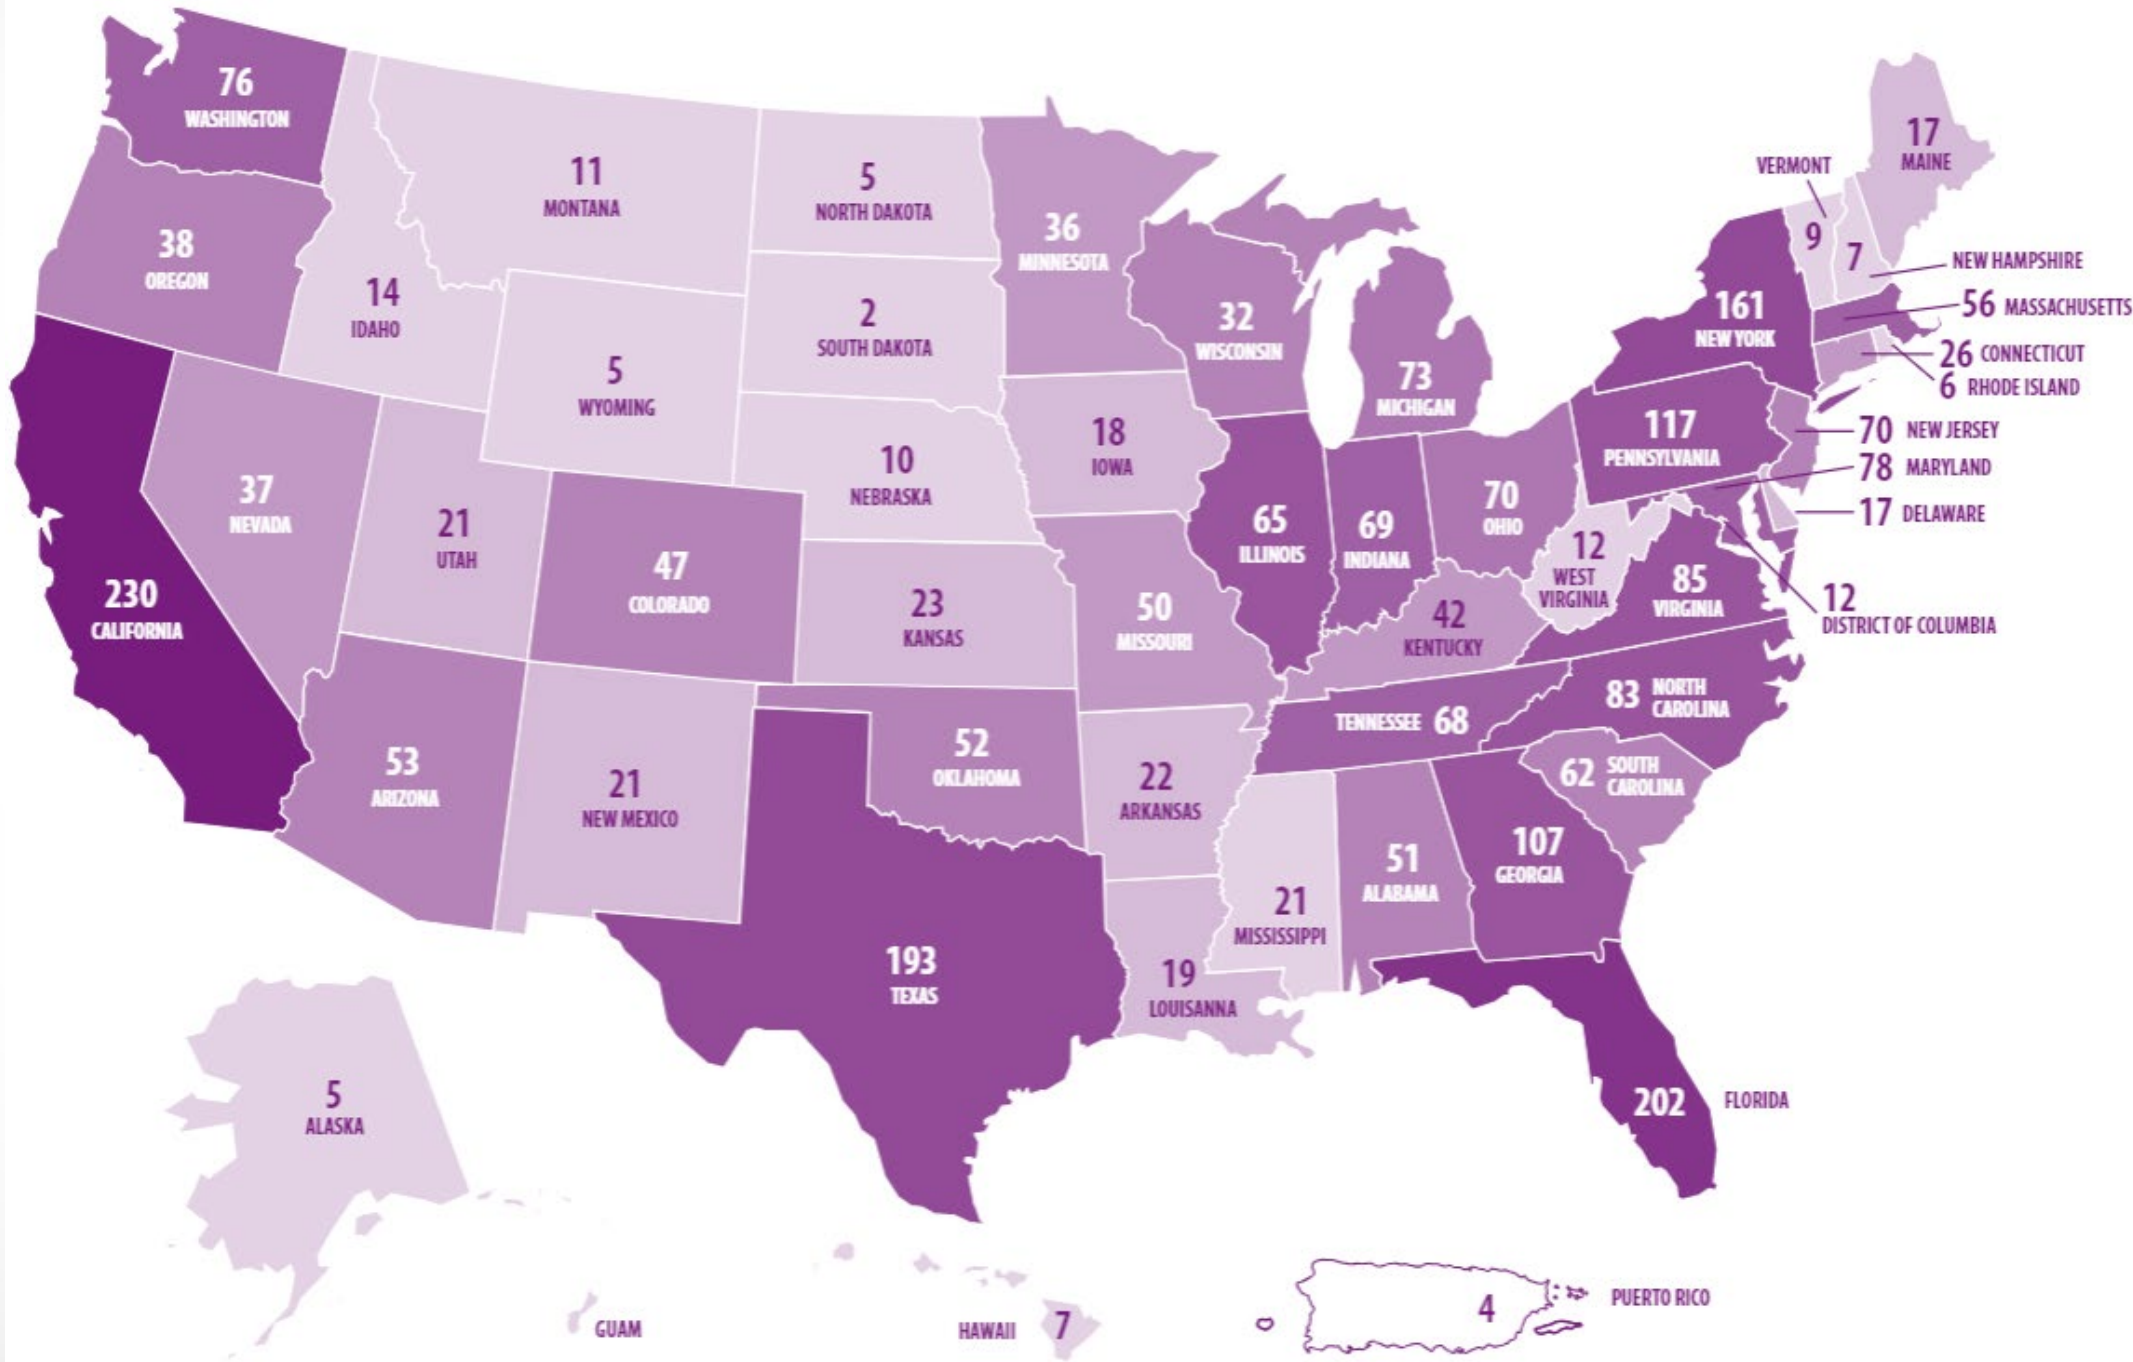 76
WASHINGTON
38
OREGON
230
CALIFORNIA
37
NEVADA
14
IDAHO
11
MONTANA
5
WYOMING
21
UTAH
53
ARIZONA
47
COLORADO
21
NEW MEXICO
5
NORTH DAKOTA
2
SOUTH DAKOTA
10
NEBRASKA
23
KANSAS
52
OKLAHOMA
193
TEXAS
36
MINNESOTA
18
IOWA
50
MISSOURI
22
ARKANSAS
19
LOUISANNA
32
WISCONSIN
65
ILLINOIS
73
MICHIGAN
69
INDIANA
70
OHIO
42
KENTUCKY
TENNESSEE 68
21
MISSISSIPPI
51
ALABAMA
107
GEORGIA
202
FLORIDA
62 SOUTH
CAROLINA
83 NORTH
CAROLINA
85
VIRGINIA
12
WEST
VIRGINIA
117
PENNSYLVANIA
161
NEW YORK
VERMONT
9
7
NEW HAMPSHIRE
17
MAINE
56 MASSACHUSETTS
26 CONNECTICUT
6 RHODE ISLAND
70 NEW JERSEY
78 MARYLAND
17 DELAWARE
12
DISTRICT OF COLUMBIA
5
ALASKA
GUAM
HAWAII 7
4
PUERTO RICO